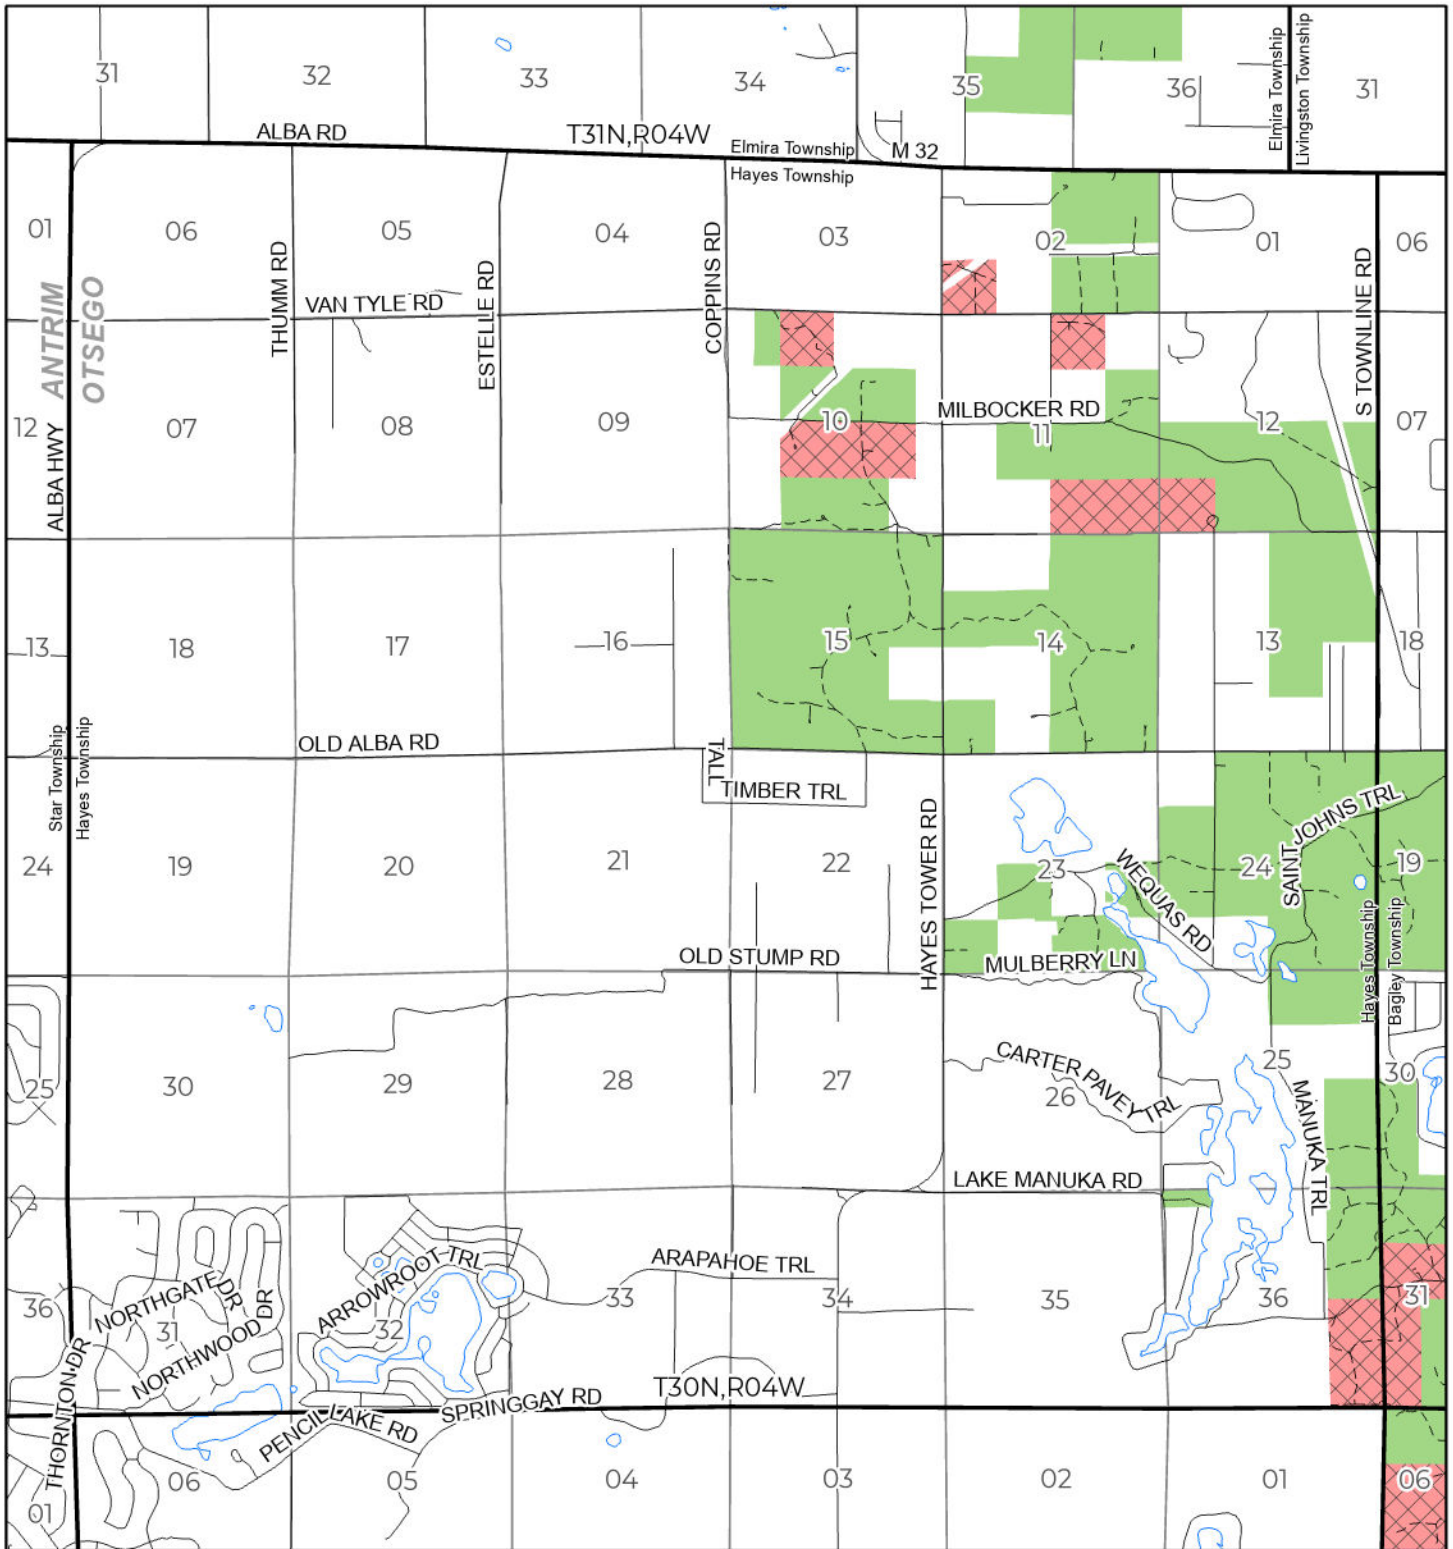 31
32
33
34
35
36
31
Elmira Township
Livingston Township
ALBA RD
T31N,R04W
Elmira Township
M 32
Hayes Township
01
06
05
04
03
02
01
06
ANTRIM
OTSEGO
THUMM RD
VAN TYLE RD
ESTELLE RD
COPPINS RD
S TOWNLINE RD
12
07
08
09
10
MILBOCKER RD
11
12
07
ALBA HWY
13
18
17
16
15
14
13
18
Star Township
Hayes Township
OLD ALBA RD
TALL
TIMBER TRL
HAYES TOWER RD
SAINT JOHNS TRL
24
19
20
21
22
23
WEQUAS RD
24
19
OLD STUMP RD
MULBERRY LN
Hayes Township
Bagley Township
25
30
29
28
27
CARTER PAVEY TRL
26
25
30
MANUKA TRL
LAKE MANUKA RD
36
NORTHGATE DR
31
NORTHWOOD DR
ARROWROOT TRL
32
33
ARAPAHOE TRL
34
35
36
31
THORNTON DR
T30N,R04W
PENCIL LAKE RD
SPRINGGAY RD
01
06
05
04
03
02
01
06